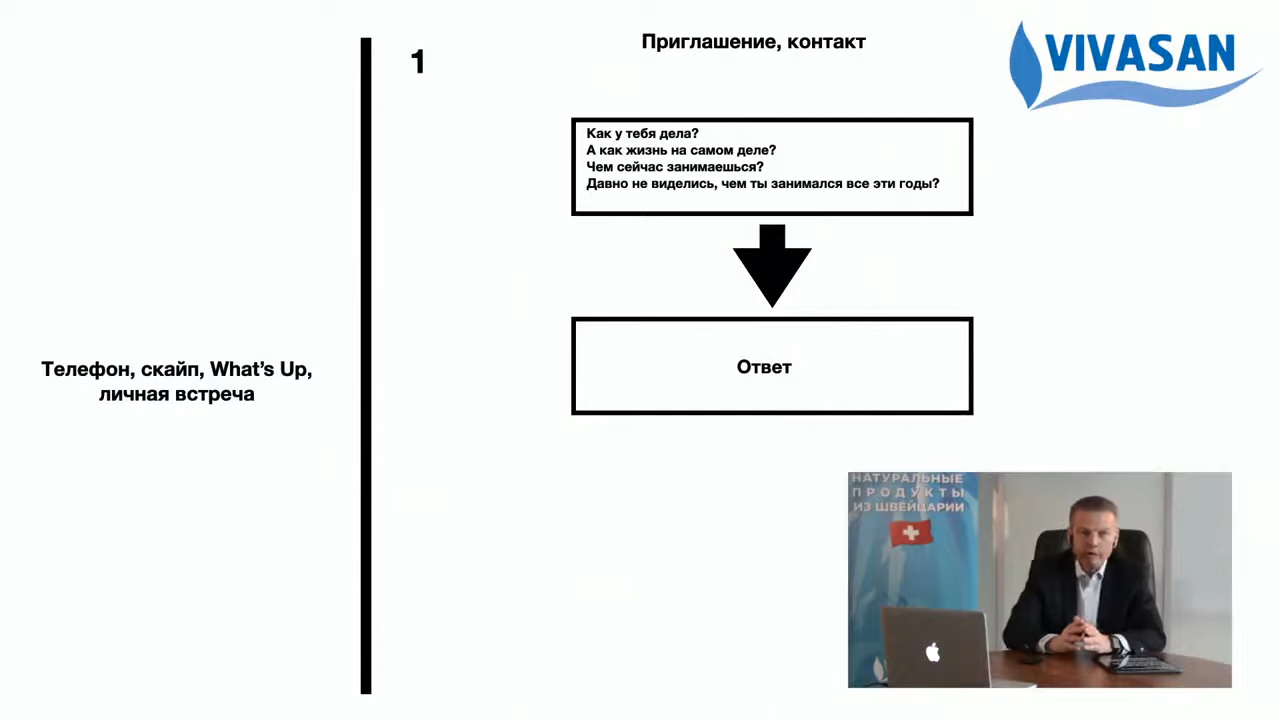 1
Приглашение, контакт
VIVASAN
Как у тебя дела?
А как жизнь на самом деле?
Чем сейчас занимаешься?
Давно не виделись, чем ты занимался все эти годы?
Ответ
Телефон, скайп, What’s Up,
личная встреча
НАТУРАЛЬНЫЕ
ПРОДУКТЫ
ИЗ ШВЕЙЦАРИИ